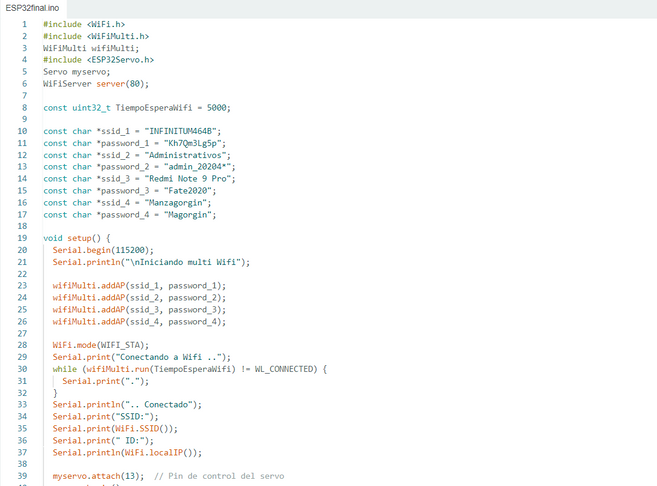 ESP32final.ino
1 #include <WiFi.h>
2 #include <WiFiMulti.h>
3 WiFiMulti wifiMulti;
4 #include <ESP32Servo.h>
5 Servo myservo;
6 WiFiServer server(80);
7
8 const uint32_t TiempoEsperaWifi = 5000;
9
10 const char *ssid_1 = "INFINITUM464B";
11 const char *password_1 = "Kh7Qm3Lg5p";
12 const char *ssid_2 = "Administrativos";
13 const char *password_2 = "admin_20204*";
14 const char *ssid_3 = "Redmi Note 9 Pro";
15 const char *password_3 = "Fate2020";
16 const char *ssid_4 = "Manzagorgin";
17 const char *password_4 = "Magorgin";
18
19 void setup() {
20 Serial.begin(115200);
21 Serial.println("\nIniciando multi Wifi");
22
23 wifiMulti.addAP(ssid_1, password_1);
24 wifiMulti.addAP(ssid_2, password_2);
25 wifiMulti.addAP(ssid_3, password_3);
26 wifiMulti.addAP(ssid_4, password_4);
27
28 WiFi.mode(WIFI_STA);
29 Serial.print("Conectando a Wifi ..");
30 while (wifiMulti.run(TiempoEsperaWifi) != WL_CONNECTED) {
31 Serial.print(".");
32 }
33 Serial.println(".. Conectado");
34 Serial.print("SSID:");
35 Serial.print(WiFi.SSID());
36 Serial.print(" ID:");
37 Serial.println(WiFi.localIP());
38
39 myservo.attach(13); // Pin de control del servo